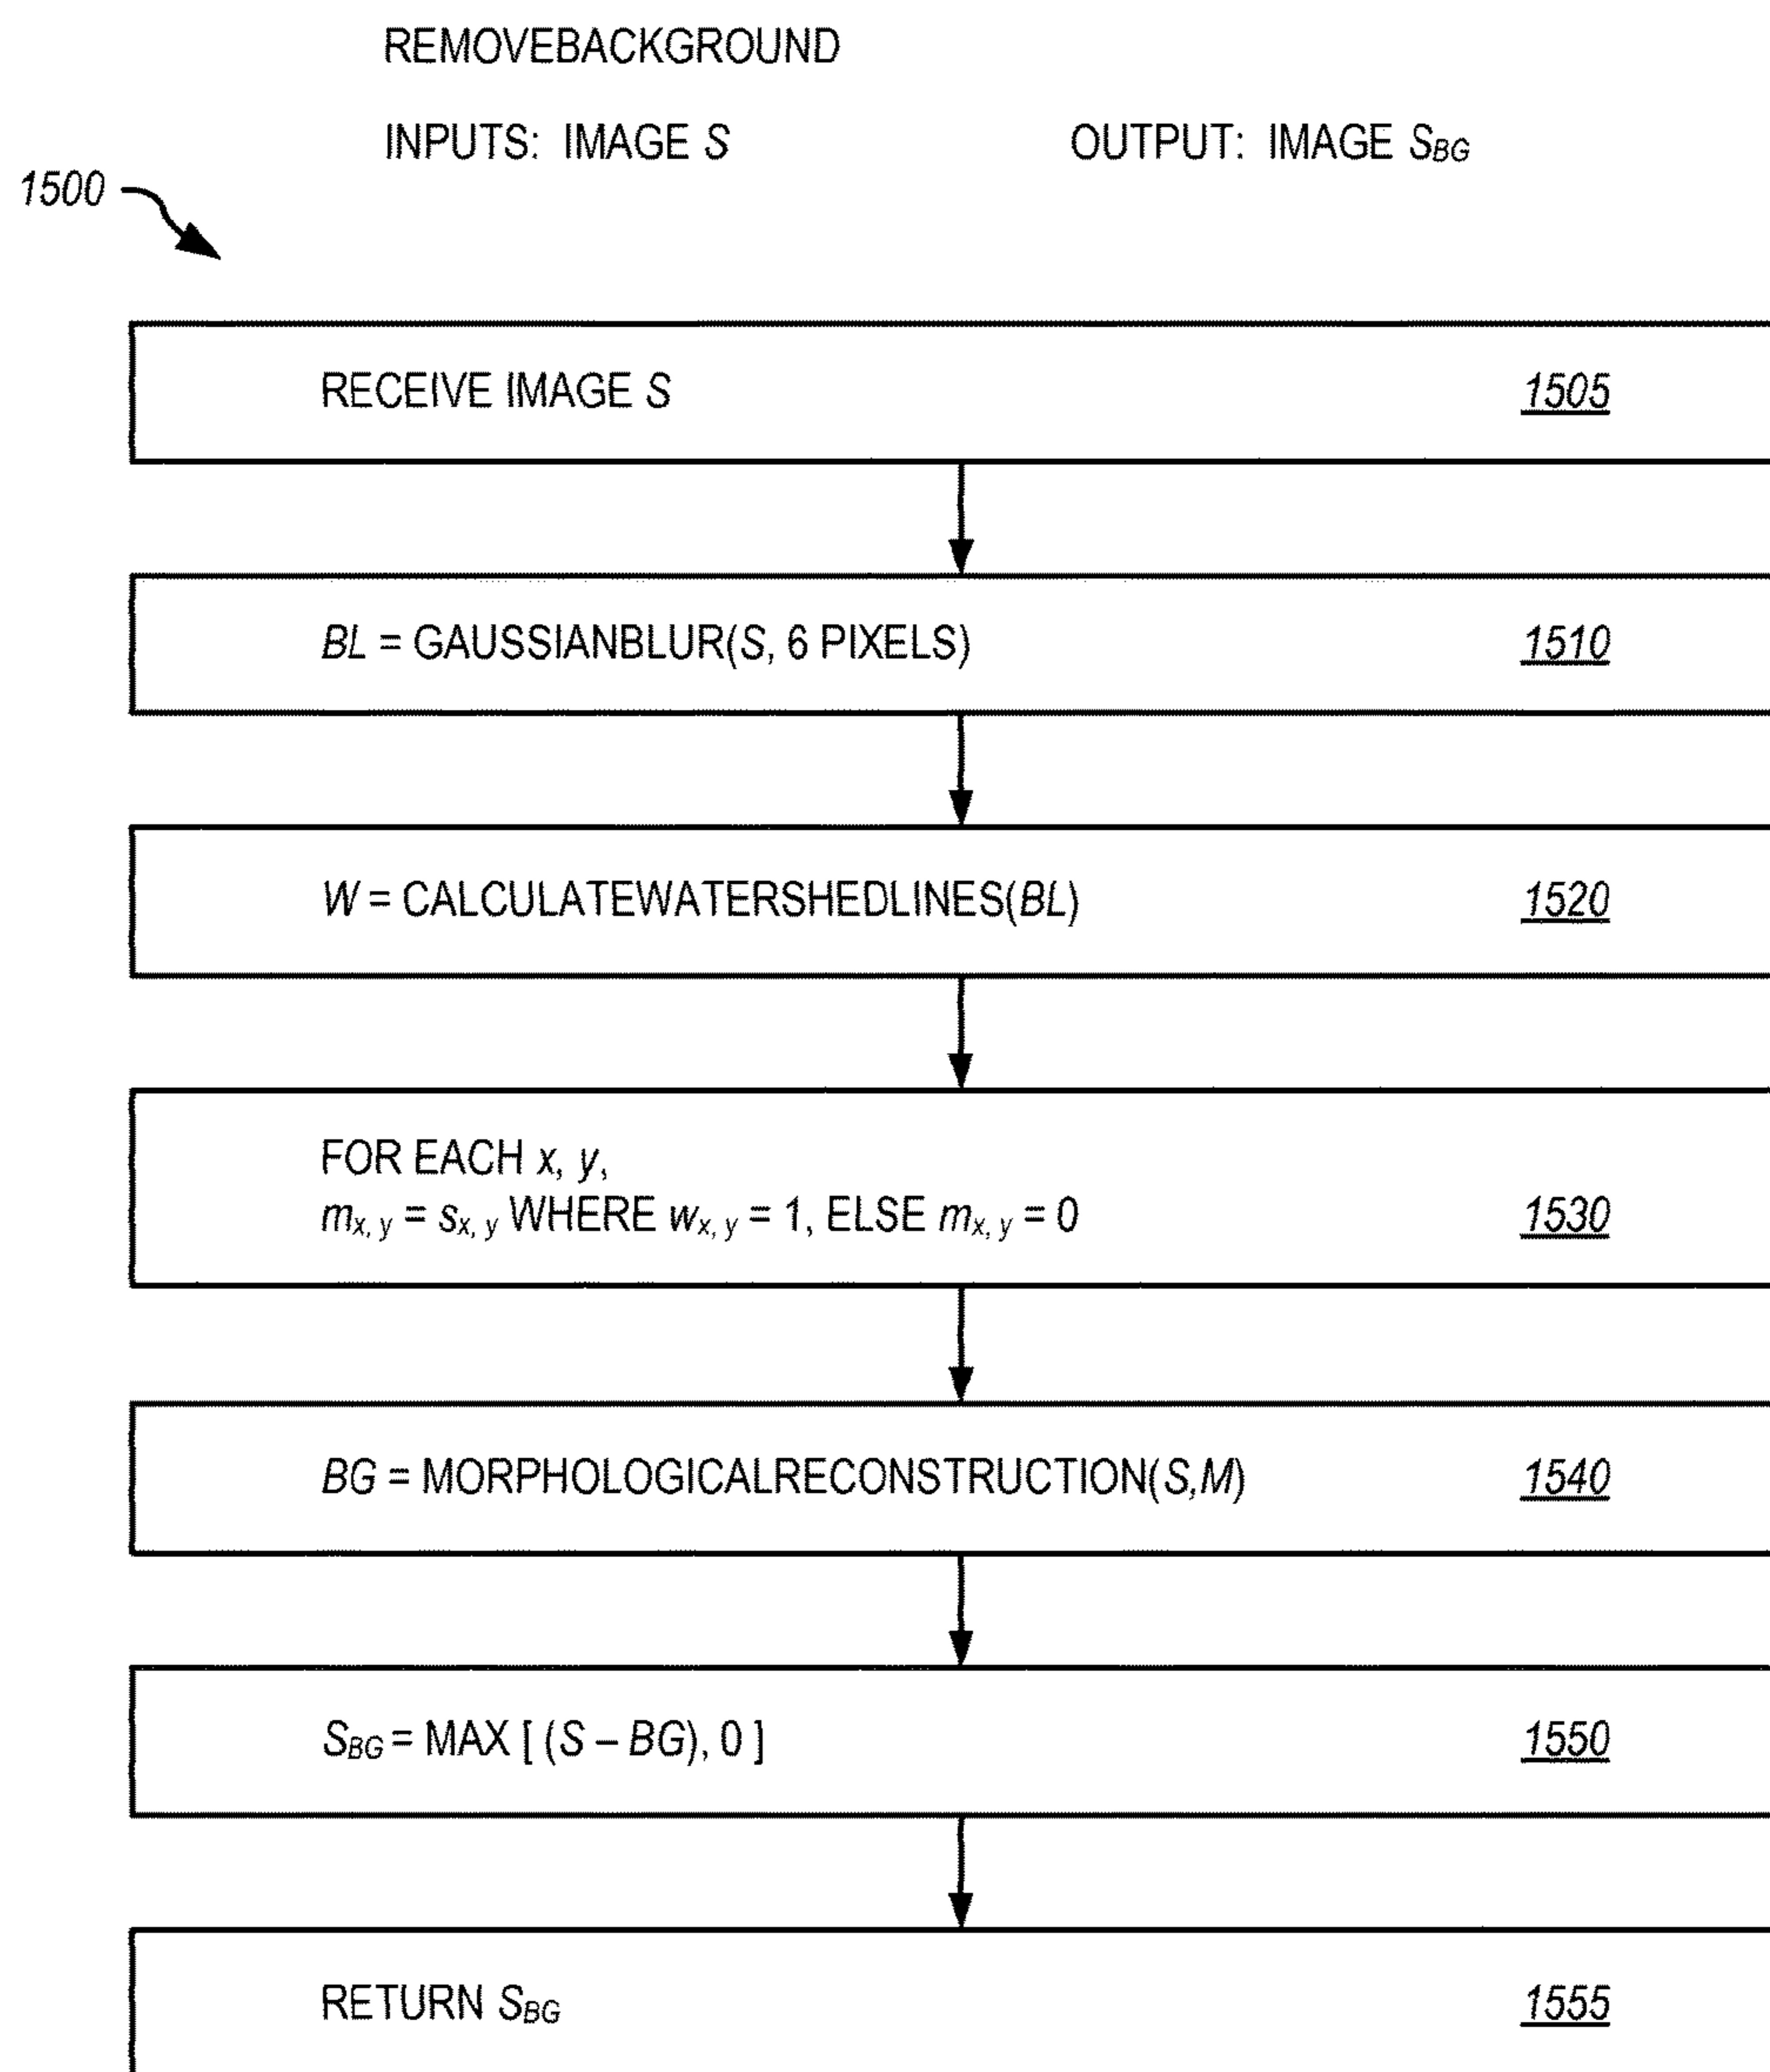 REMOVEBACKGROUND
INPUTS: IMAGE S OUTPUT: IMAGE SBG
1500
RECEIVE IMAGE S 1505
BL = GAUSSIANBLUR(S, 6 PIXELS) 1510
W = CALCULATEWATERSHEDLINES(BL) 1520
FOR EACH x, y,
mx, y = sx, y WHERE wx, y = 1, ELSE mx, y = 0 1530
BG = MORPHOLOGICALRECONSTRUCTION(S,M) 1540
SBG = MAX [ (S – BG), 0 ] 1550
RETURN SBG 1555